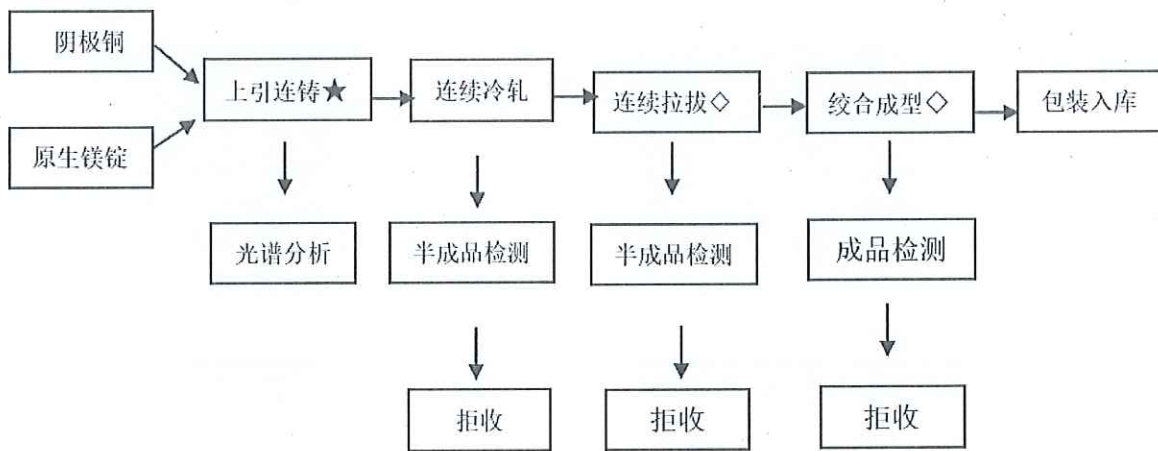 阴极铜
原生镁锭
上引连铸★
连续冷轧
连续拉拔◇
绞合成型◇
包装入库
光谱分析
半成品检测
半成品检测
成品检测
拒收
拒收
拒收